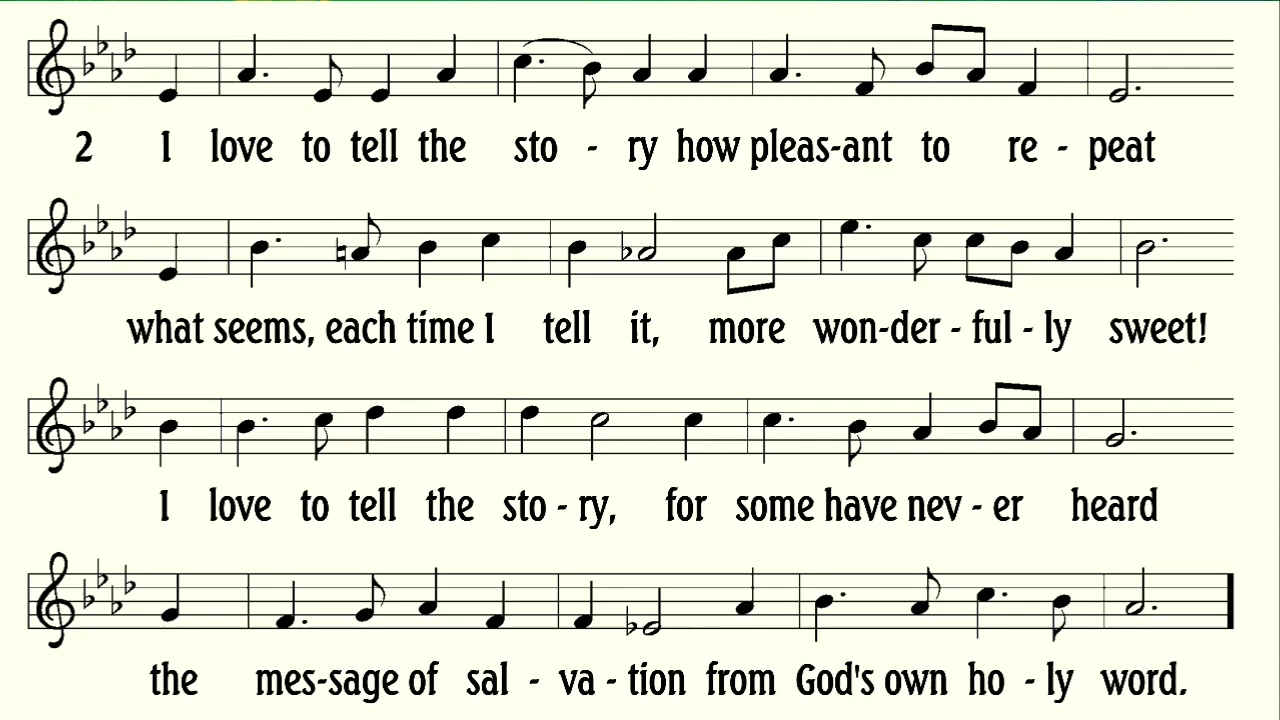 2 I love to tell the sto - ry how pleas-ant to re - peat
what seems, each time I tell it, more won-der - ful - ly sweet!
I love to tell the sto - ry, for some have nev - er heard
the mes-sage of sal - va - tion from God's own ho - ly word.